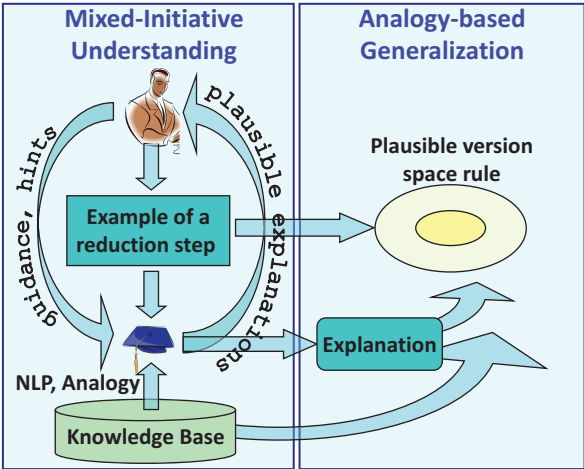 Mixed-Initiative
Understanding
guidance, hints
plausible explanations
Example of a
reduction step
NLP, Analogy
Knowledge Base
Analogy-based
Generalization
Plausible version
space rule
Explanation